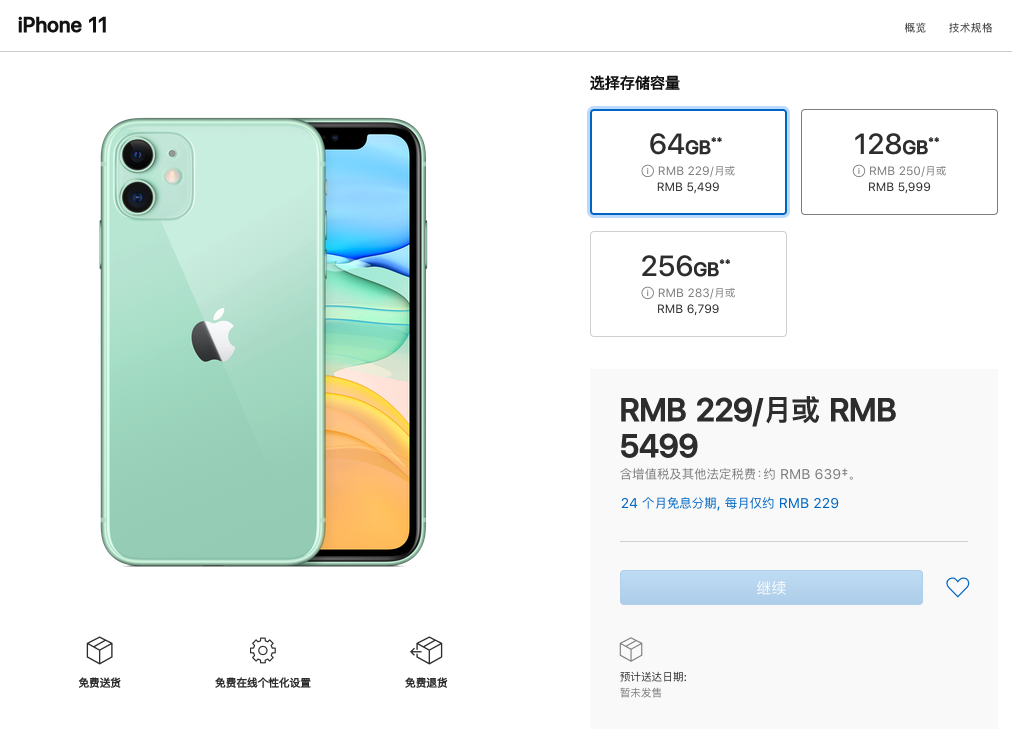 iPhone 11
概览
技术规格
选择存储容量
64GB**
RMB 229/月或
RMB 5,499
128GB**
RMB 250/月或
RMB 5,999
256GB**
RMB 283/月或
RMB 6,799
RMB 229/月或 RMB
5499
含增值税及其他法定税费: 约 RMB 639‡。
24 个月免息分期, 每月仅约 RMB 229
继续
预计送达日期:
暂未发售
免费送货
免费在线个性化设置
免费退货